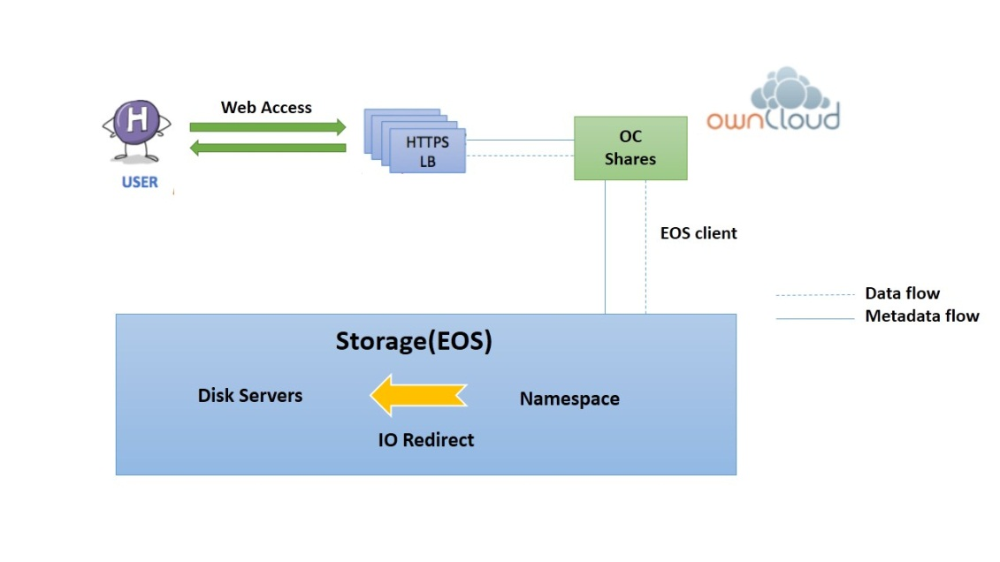 Web Access
H
USER
HTTPS
LB
OC
Shares
ownCloud
EOS client
Data flow
Metadata flow
Storage(EOS)
Disk Servers
Namespace
IO Redirect